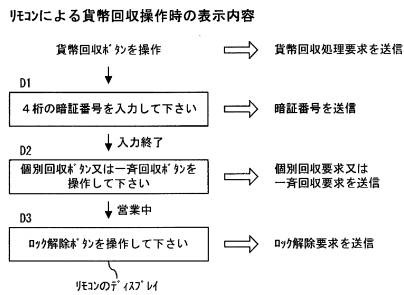 ﾘﾓｺﾝによる貨幣回収操作時の表示内容
貨幣回収ﾎﾞﾀﾝを操作
貨幣回収処理要求を送信
D1
４桁の暗証番号を入力して下さい
暗証番号を送信
入力終了
D2
個別回収ﾎﾞﾀﾝ又は一斉回収ﾎﾞﾀﾝを
操作して下さい
個別回収要求又は
一斉回収要求を送信
営業中
D3
ﾛｯｸ解除ﾎﾞﾀﾝを操作して下さい
ﾛｯｸ解除要求を送信
ﾘﾓｺﾝのﾃﾞｨｽﾌﾟﾚｲ